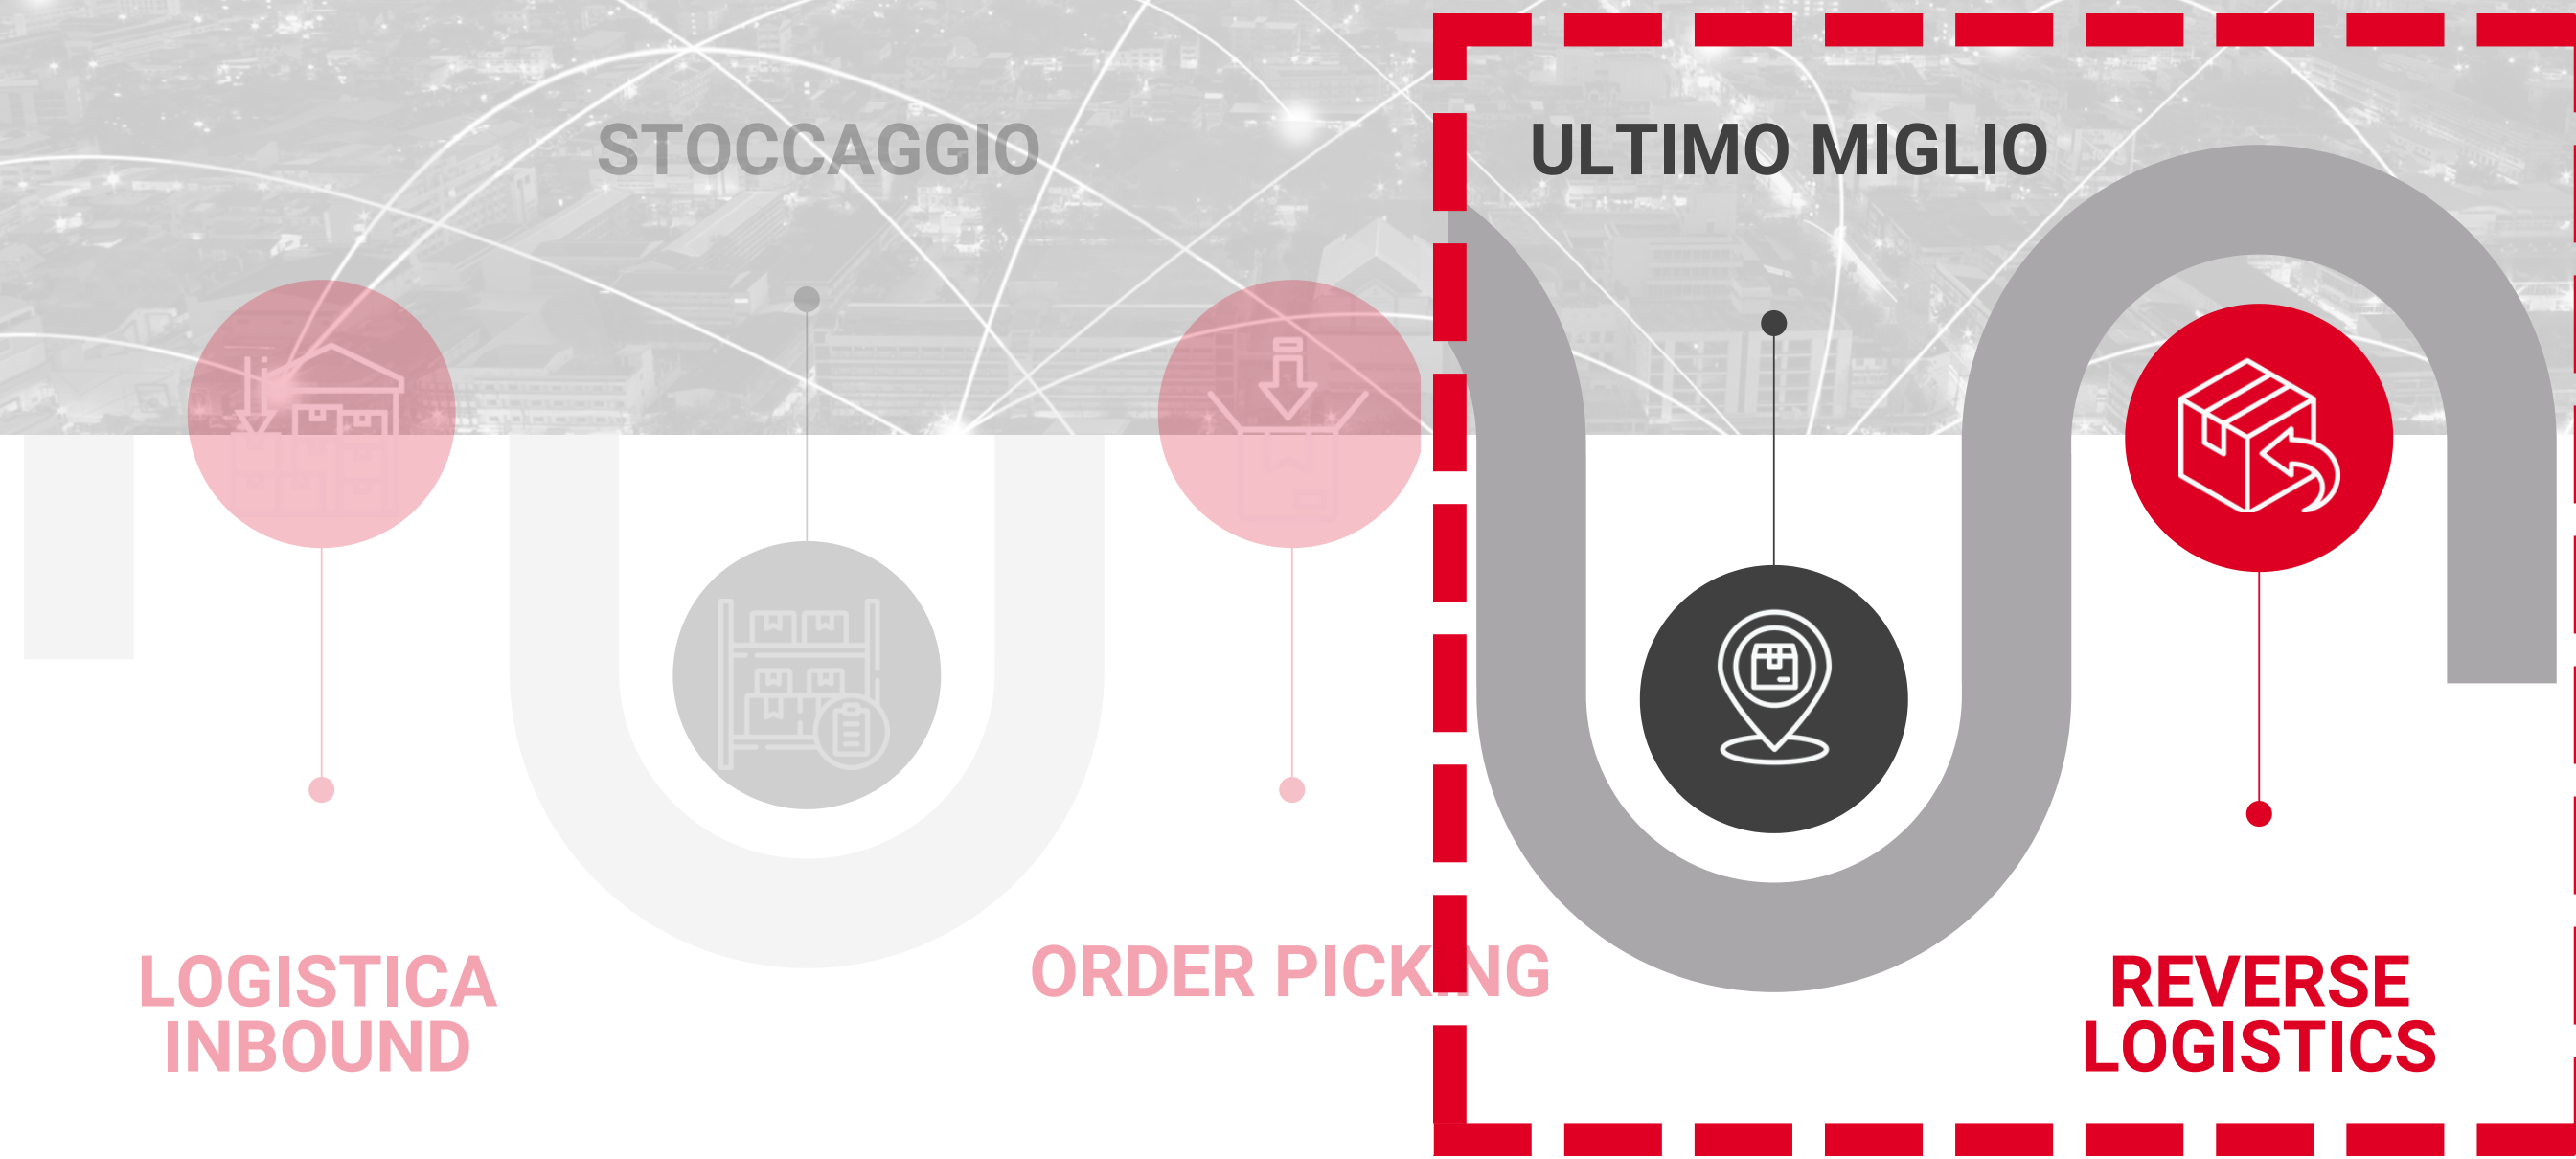 STOCCAGGIO
ULTIMO MIGLIO
LOGISTICA
INBOUND
ORDER PICKING
REVERSE
LOGISTICS